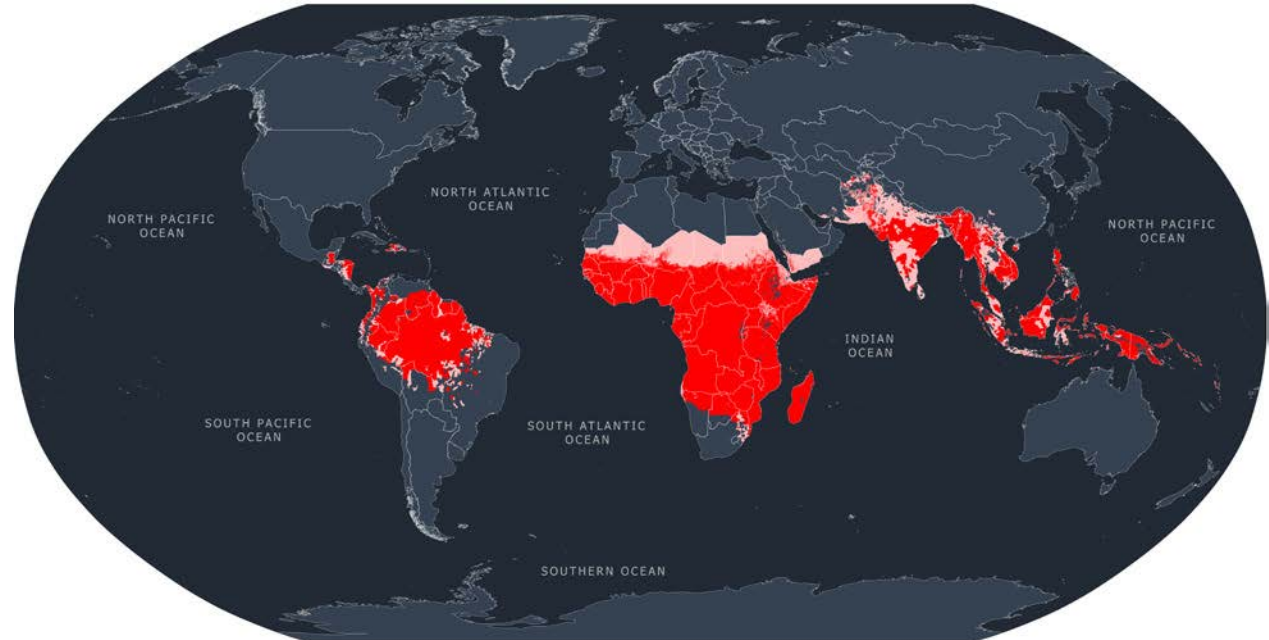 NORTH ATLANTIC
OCEAN
NORTH PACIFIC
OCEAN
NORTH PACIFIC
OCEAN
INDIAN
OCEAN
SOUTH PACIFIC
OCEAN
SOUTH ATLANTIC
OCEAN
SOUTHERN OCEAN